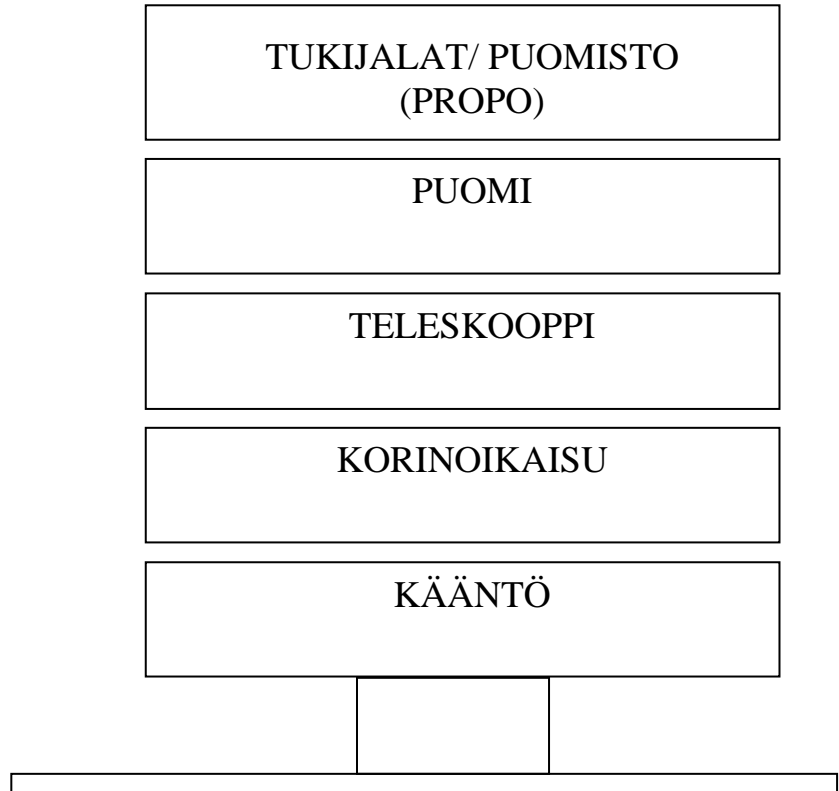 TUKIJALAT/ PUOMISTO
(PROPO)
PUOMI
TELESKOOPPI
KORINOIKAISU
KÄÄNTÖ